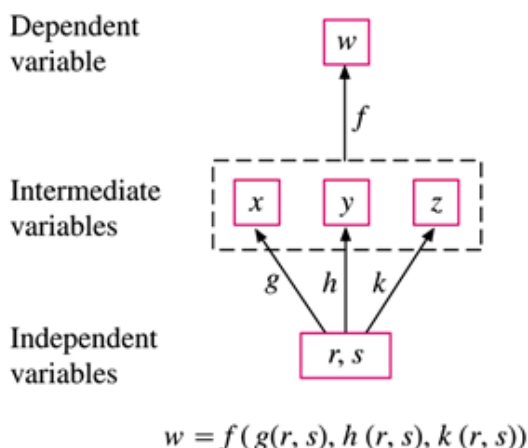 Dependent
variable
w
f
Intermediate
variables
x y z
g h k
Independent
variables
r, s
w = f ( g(r, s), h (r, s), k (r, s))